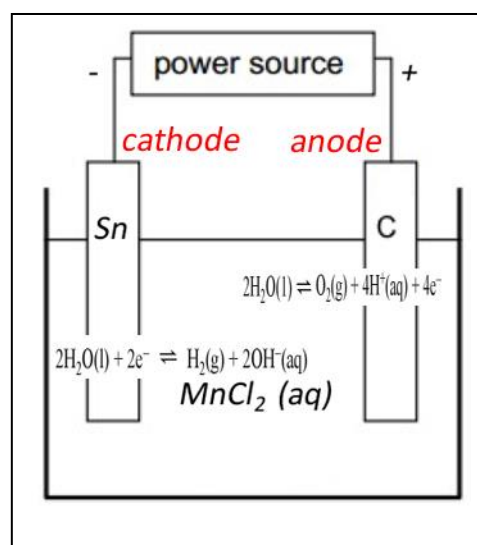 - power source +
cathode anode
Sn C
2H₂O(l) ⇌ O₂(g) + 4H⁺(aq) + 4e⁻
2H₂O(l) + 2e⁻ ⇌ H₂(g) + 2OH⁻(aq)
MnCl₂ (aq)